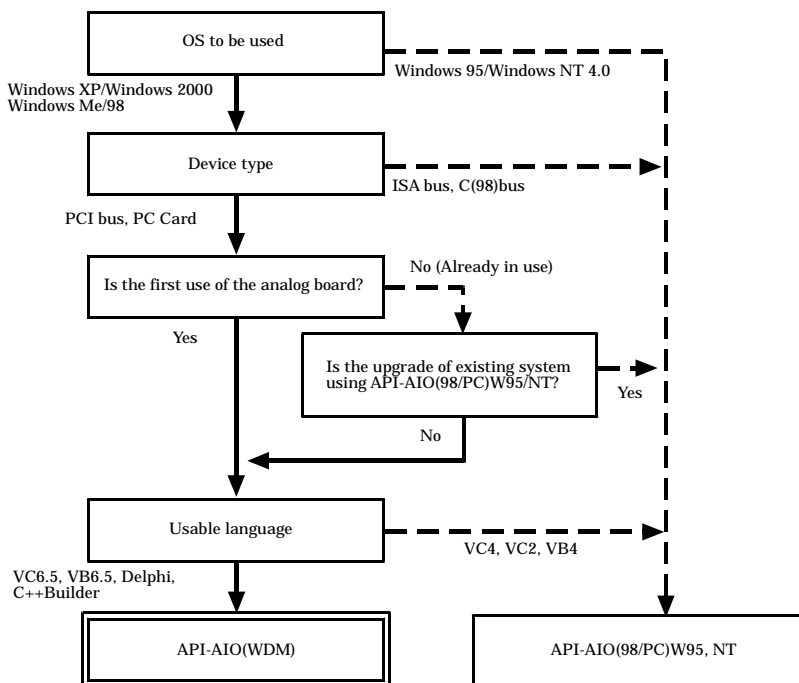 OS to be used
Windows 95/Windows NT 4.0
Windows XP/Windows 2000
Windows Me/98
Device type
ISA bus, C(98)bus
PCI bus, PC Card
No (Already in use)
Is the first use of the analog board?
Yes
Is the upgrade of existing system
using API-AIO(98/PC)W95/NT?
Yes
No
Usable language
VC4, VC2, VB4
VC6.5, VB6.5, Delphi,
C++Builder
API-AIO(WDM)
API-AIO(98/PC)W95, NT